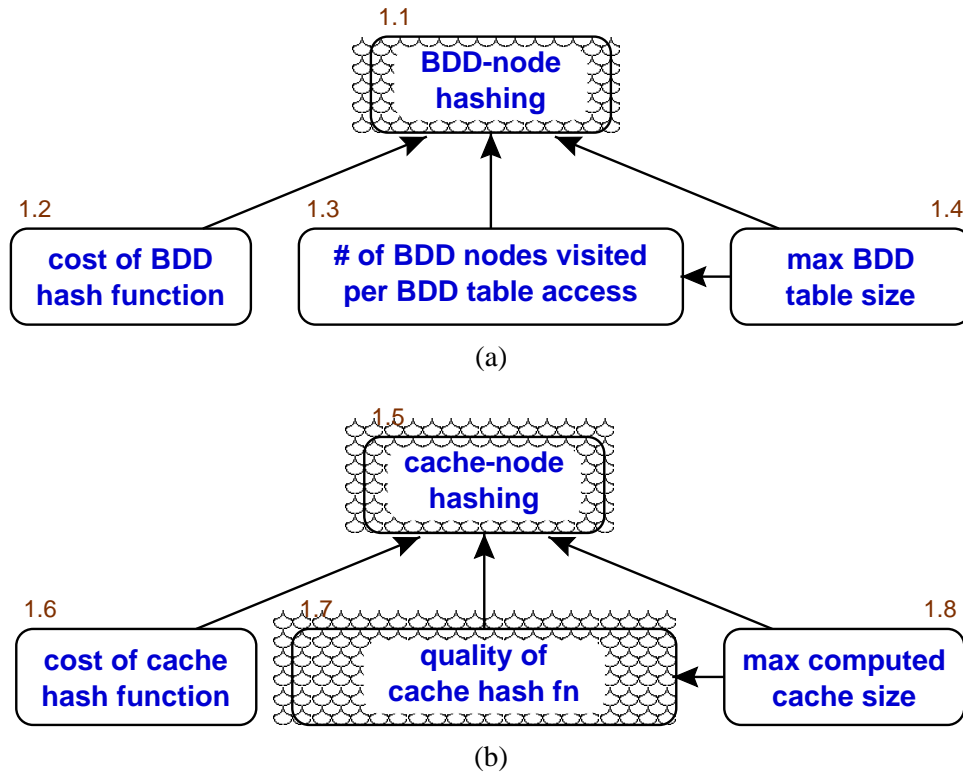 1.1
BDD-node
hashing
1.2
1.3
1.4
cost of BDD
hash function
# of BDD nodes visited
per BDD table access
max BDD
table size
(a)
1.5
cache-node
hashing
1.6
1.7
1.8
cost of cache
hash function
quality of
cache hash fn
max computed
cache size
(b)